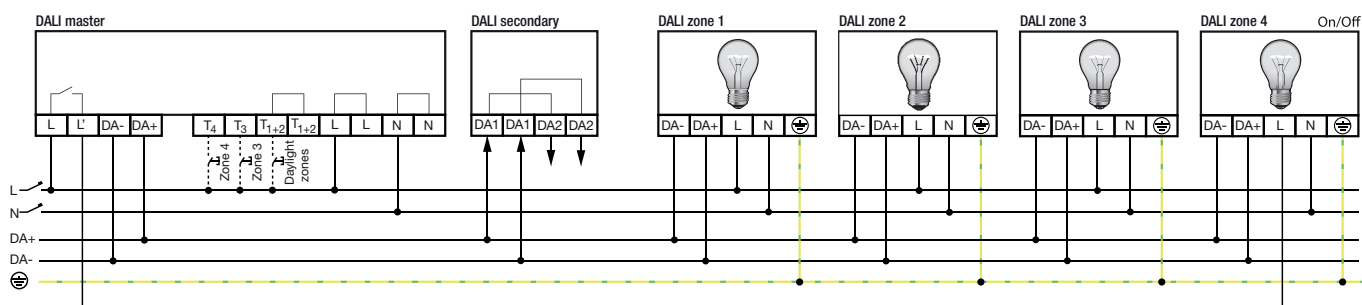 DALI master DALI secondary DALI zone 1 DALI zone 2 DALI zone 3 DALI zone 4 On/Off
L L' DA- DA+ T4 T3 T1+2 T1+2 L L N N DA1 DA1 DA2 DA2 DA- DA+ L N DA- DA+ L N DA- DA+ L N DA- DA+ L N
Zone 4
Zone 3
Daylight
zones
L
N
DA+
DA-